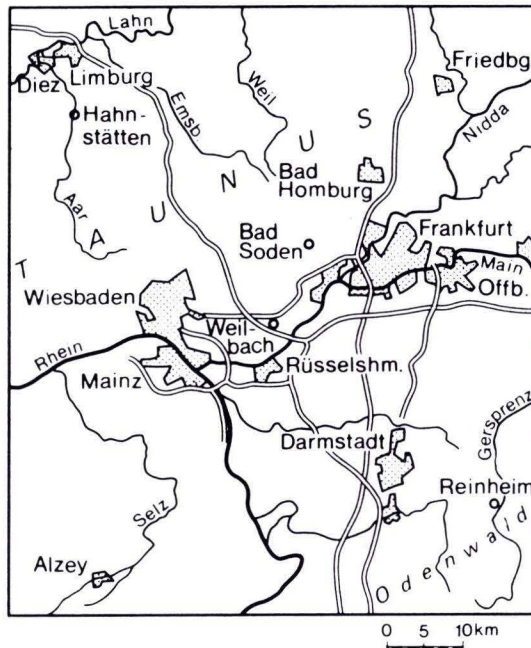 Lahn
Friedbg
Limburg
Diez
Weil
Hahn-
stätten
Emsb.
Nidda
TAUNUS
Bad
Homburg
Aar
Frankfurt
Bad
Soden
Main
Offb.
Wiesbaden
Weil-
bach
Rhein
Rüsselshm.
Mainz
Darmstadt
Gersprenz
Reinheim
Selz
Alzey
Odenwald
0 5 10km